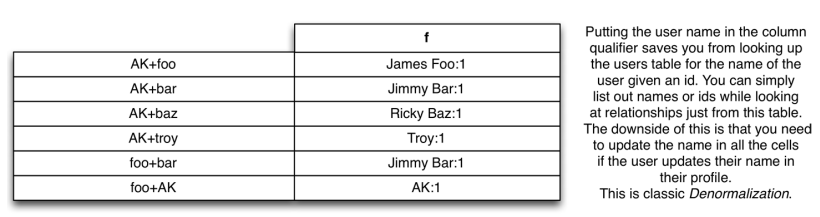 f
AK+foo James Foo:1
AK+bar Jimmy Bar:1
AK+baz Ricky Baz:1
AK+troy Troy:1
foo+bar Jimmy Bar:1
foo+AK AK:1
Putting the user name in the column
qualifier saves you from looking up
the users table for the name of the
user given an id. You can simply
list out names or ids while looking
at relationships just from this table.
The downside of this is that you need
to update the name in all the cells
if the user updates their name in
their profile.
This is classic Denormalization.